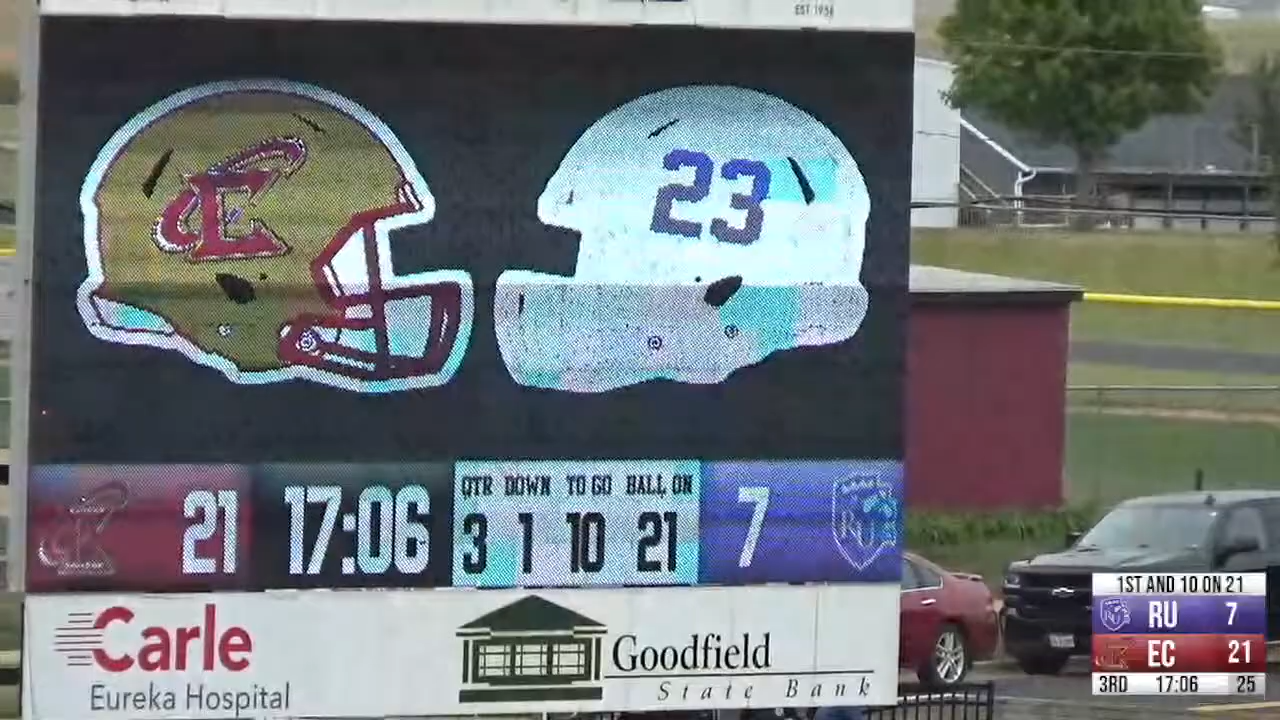 EST 1956
EC
23
QTR DOWN TO GO BALL ON
21 17:06 3 1 10 21 7 RU
Carle
Eureka Hospital
Goodfield
State Bank
1ST AND 10 ON 21
RU 7
EC 21
3RD 17:06 25